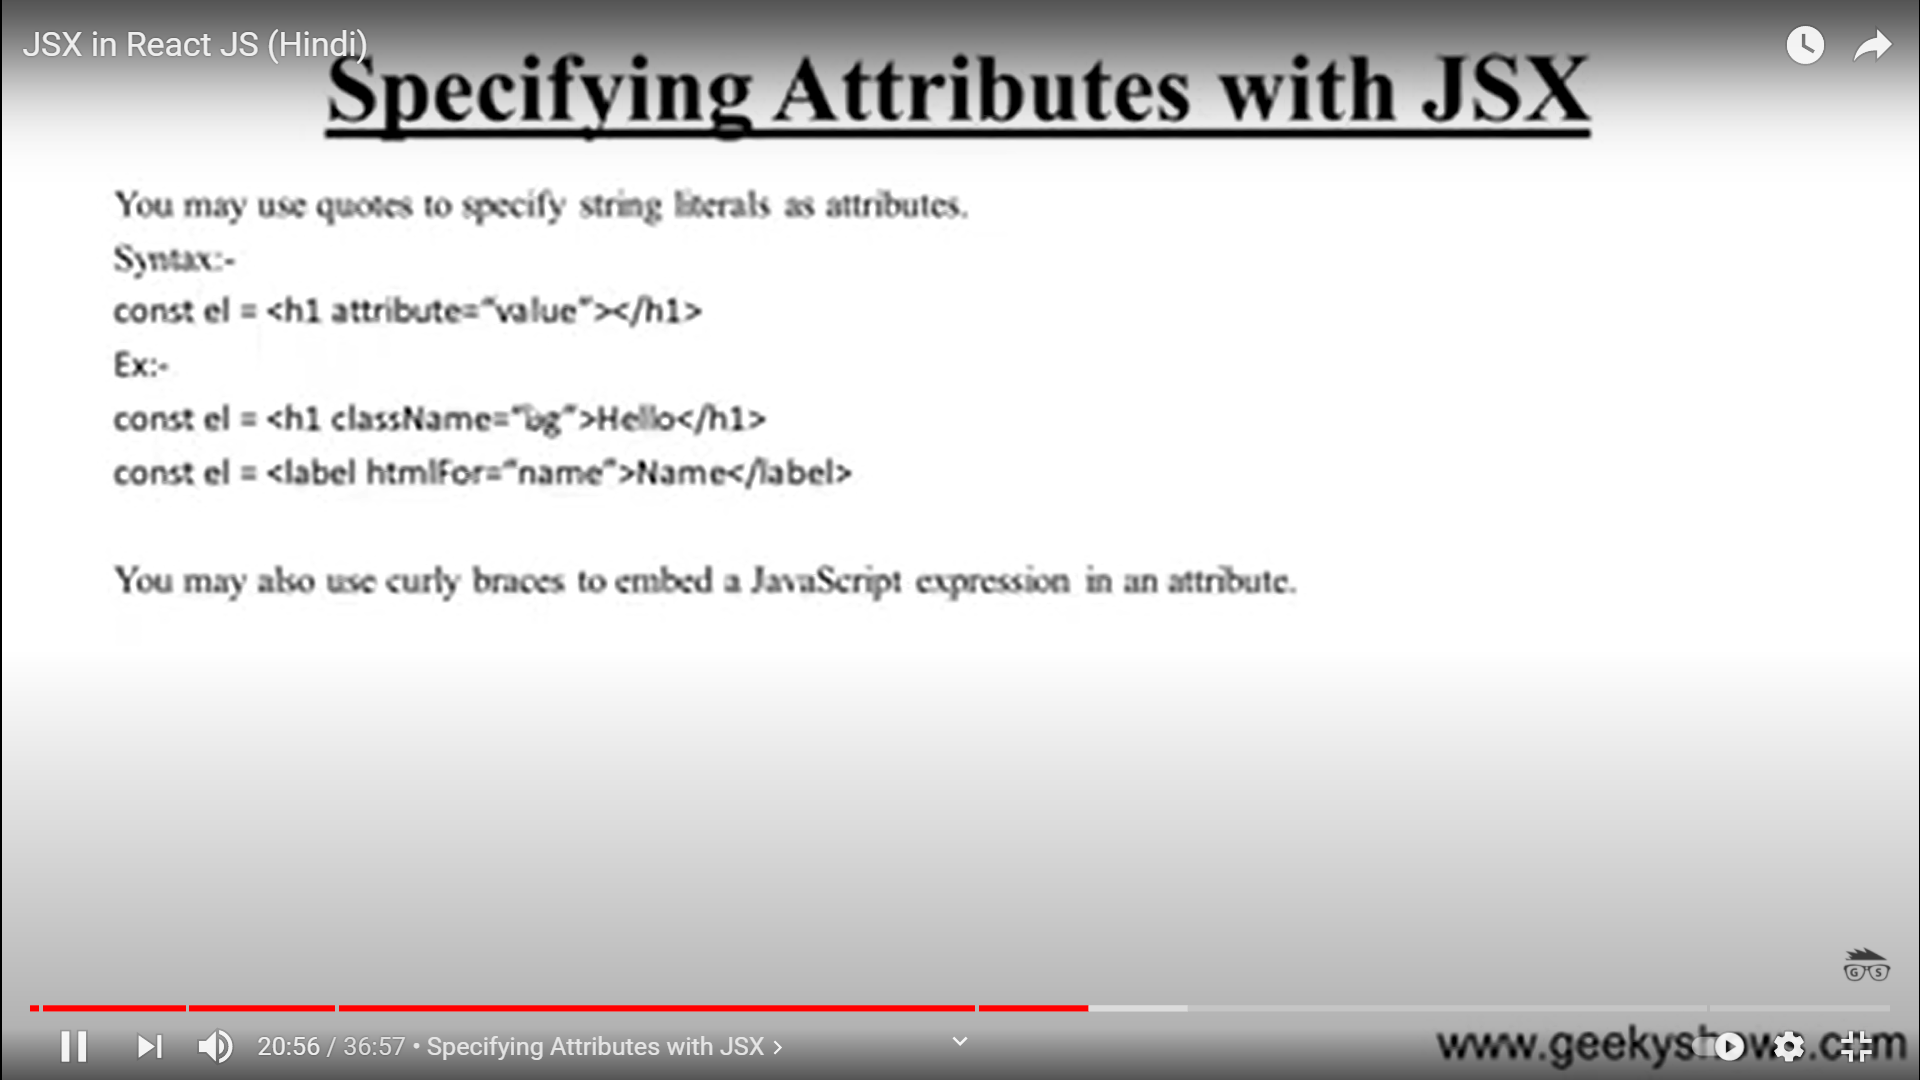 JSX in React JS (Hindi)
Specifying Attributes with JSX
You may use quotes to specify string literals as attributes.
Syntax:-
const el = <h1 attribute=“value”></h1>
Ex:-
const el = <h1 className=“bg”>Hello</h1>
const el = <label htmlFor=“name”>Name</label>
You may also use curly braces to embed a JavaScript expression in an attribute.
G S
20:56 / 36:57 • Specifying Attributes with JSX >
www.geekyshows.com